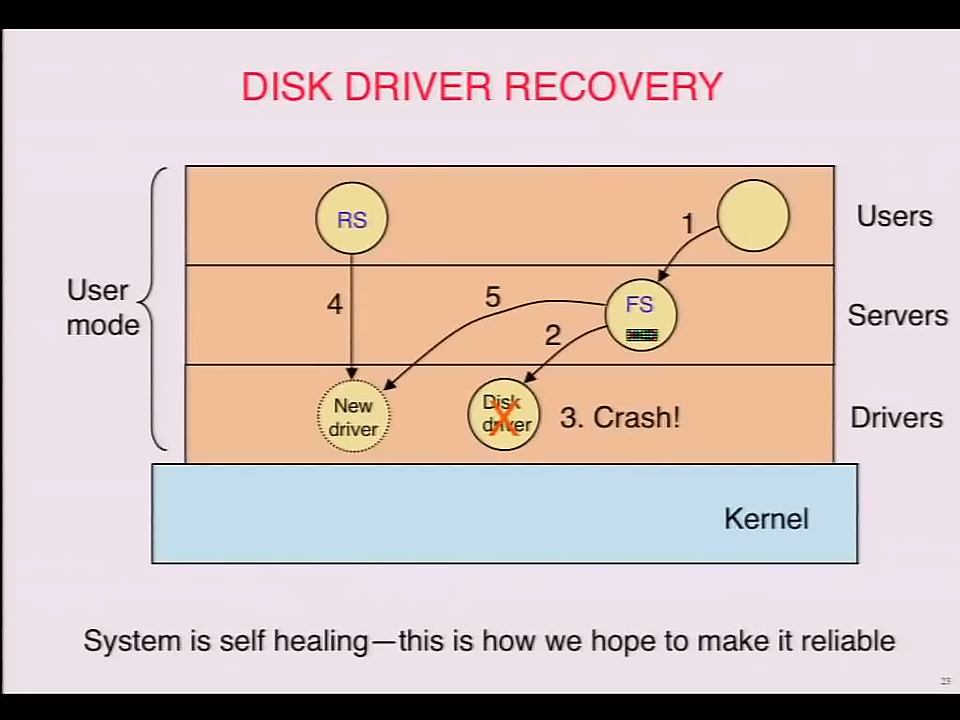 DISK DRIVER RECOVERY
RS
1
Users
User
mode
4
5
FS
2
Servers
New
driver
Disk
driver
3. Crash!
Drivers
Kernel
System is self healing—this is how we hope to make it reliable
23